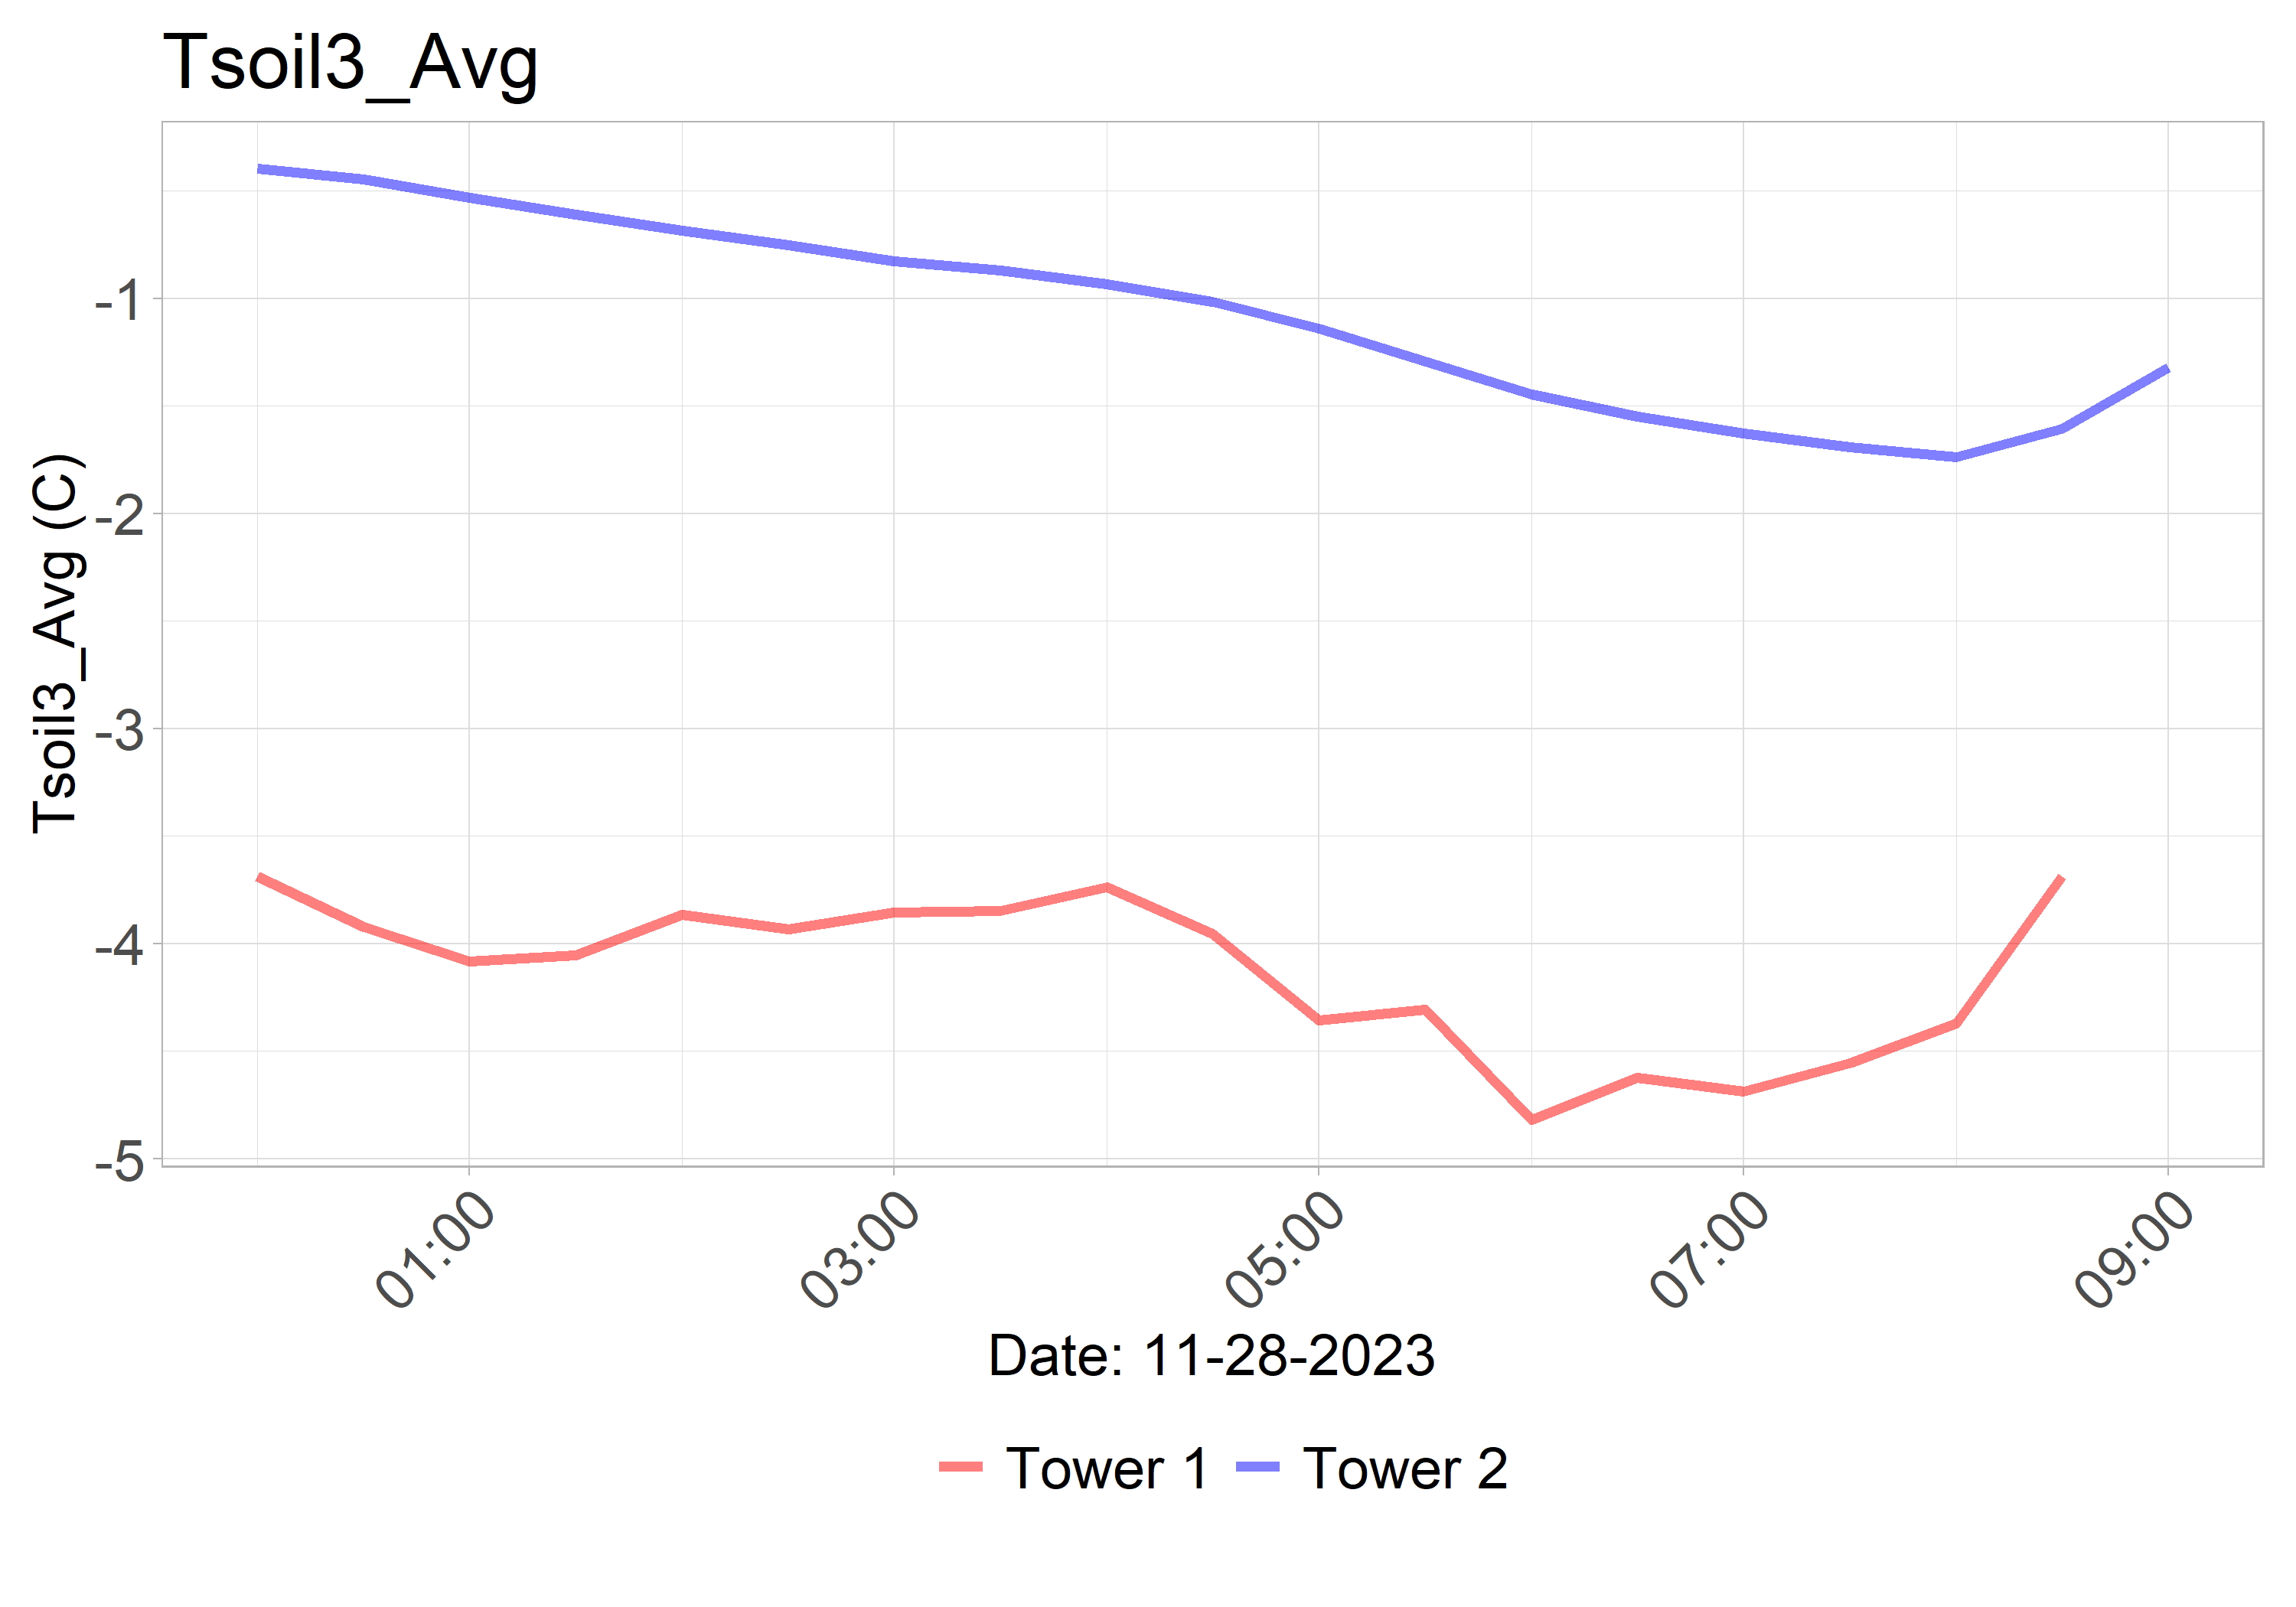 Tsoil3_Avg
Tsoil3_Avg (C)
-1
-2
-3
-4
-5
01:00
03:00
05:00
07:00
09:00
Date: 11-28-2023
Tower 1
Tower 2